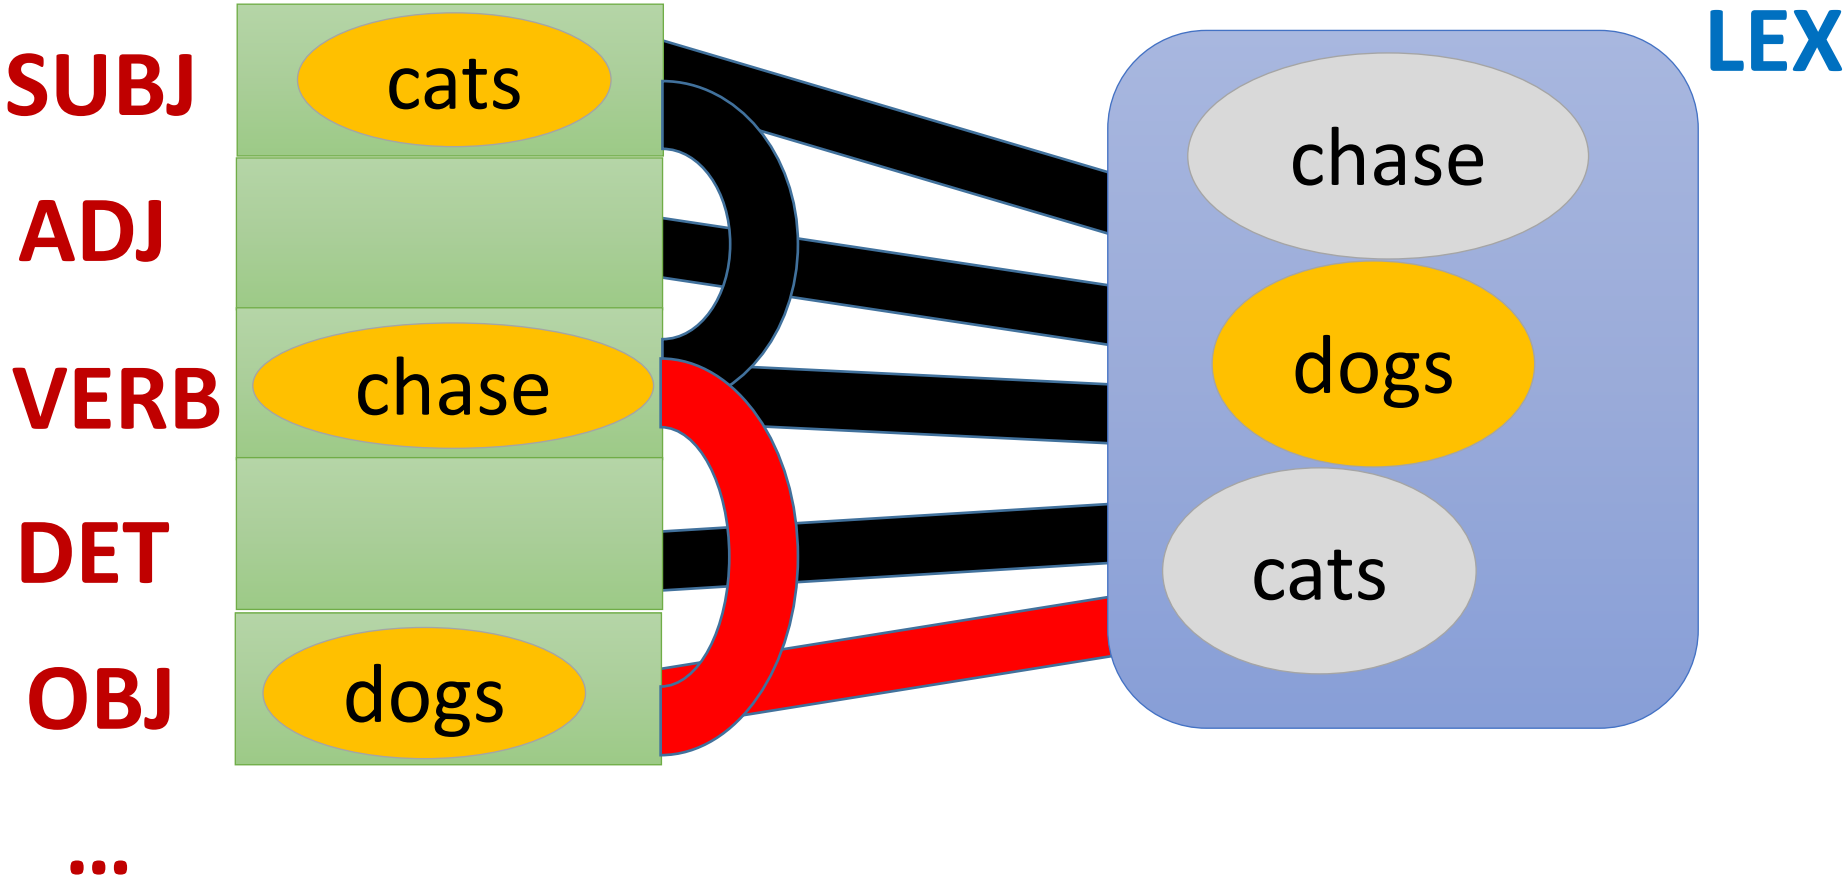 SUBJ
cats
LEX
chase
ADJ
VERB
chase
dogs
DET
cats
OBJ
dogs
...